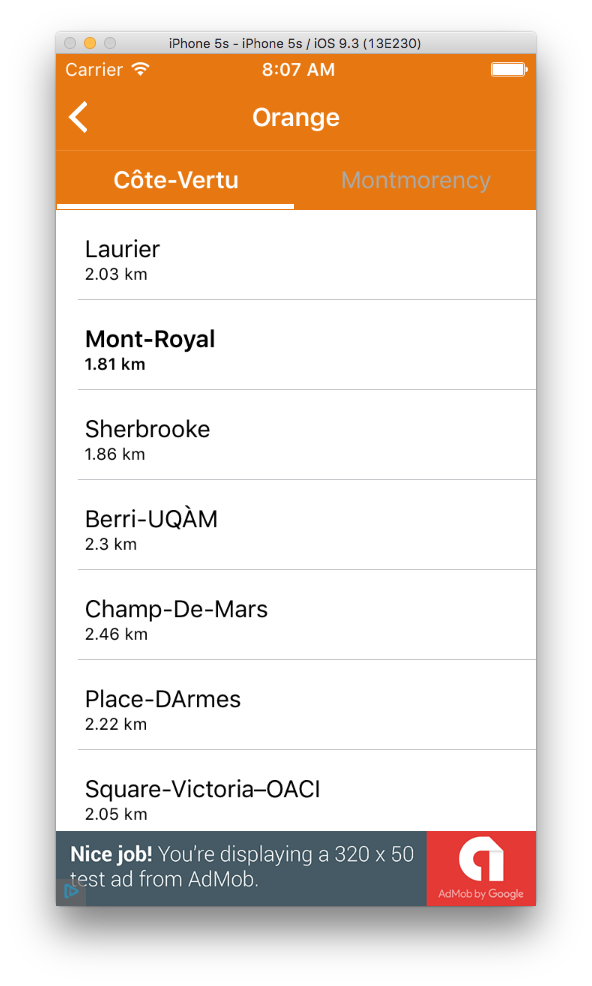 iPhone 5s - iPhone 5s / iOS 9.3 (13E230)
Carrier 8:07 AM
Orange
Côte-Vertu Montmorency
Laurier
2.03 km
Mont-Royal
1.81 km
Sherbrooke
1.86 km
Berri-UQÀM
2.3 km
Champ-De-Mars
2.46 km
Place-DArmes
2.22 km
Square-Victoria–OACI
2.05 km
Nice job! You're displaying a 320 x 50
test ad from AdMob.
AdMob by Google